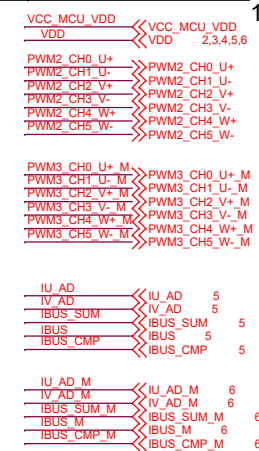 1
VCC_MCU_VDD VCC_MCU_VDD
VDD VDD 2,3,4,5,6
PWM2_CH0_U+ PWM2_CH0_U+
PWM2_CH1_U- PWM2_CH1_U-
PWM2_CH2_V+ PWM2_CH2_V+
PWM2_CH3_V- PWM2_CH3_V-
PWM2_CH4_W+ PWM2_CH4_W+
PWM2_CH5_W- PWM2_CH5_W-
PWM3_CH0_U+_M PWM3_CH0_U+_M
PWM3_CH1_U-_M PWM3_CH1_U-_M
PWM3_CH2_V+_M PWM3_CH2_V+_M
PWM3_CH3_V-_M PWM3_CH3_V-_M
PWM3_CH4_W+_M PWM3_CH4_W+_M
PWM3_CH5_W-_M PWM3_CH5_W-_M
IU_AD IU_AD 5
IV_AD IV_AD 5
IBUS_SUM IBUS_SUM 5
IBUS IBUS 5
IBUS_CMP IBUS_CMP 5
IU_AD_M IU_AD_M 6
IV_AD_M IV_AD_M 6
IBUS_SUM_M IBUS_SUM_M 6
IBUS_M IBUS_M 6
IBUS_CMP_M IBUS_CMP_M 6